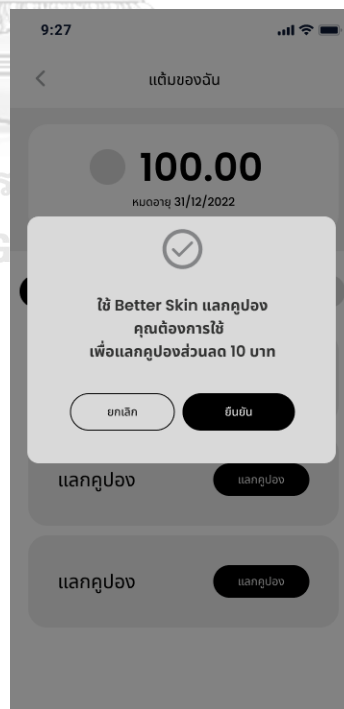 9:27
แต้มของฉัน
100.00
หมดอายุ 31/12/2022
ใช้ Better Skin แลกคูปอง
คุณต้องการใช้
เพื่อแลกคูปองส่วนลด 10 บาท
ยกเลิก
ยืนยัน
แลกคูปอง
แลกคูปอง
แลกคูปอง
แลกคูปอง